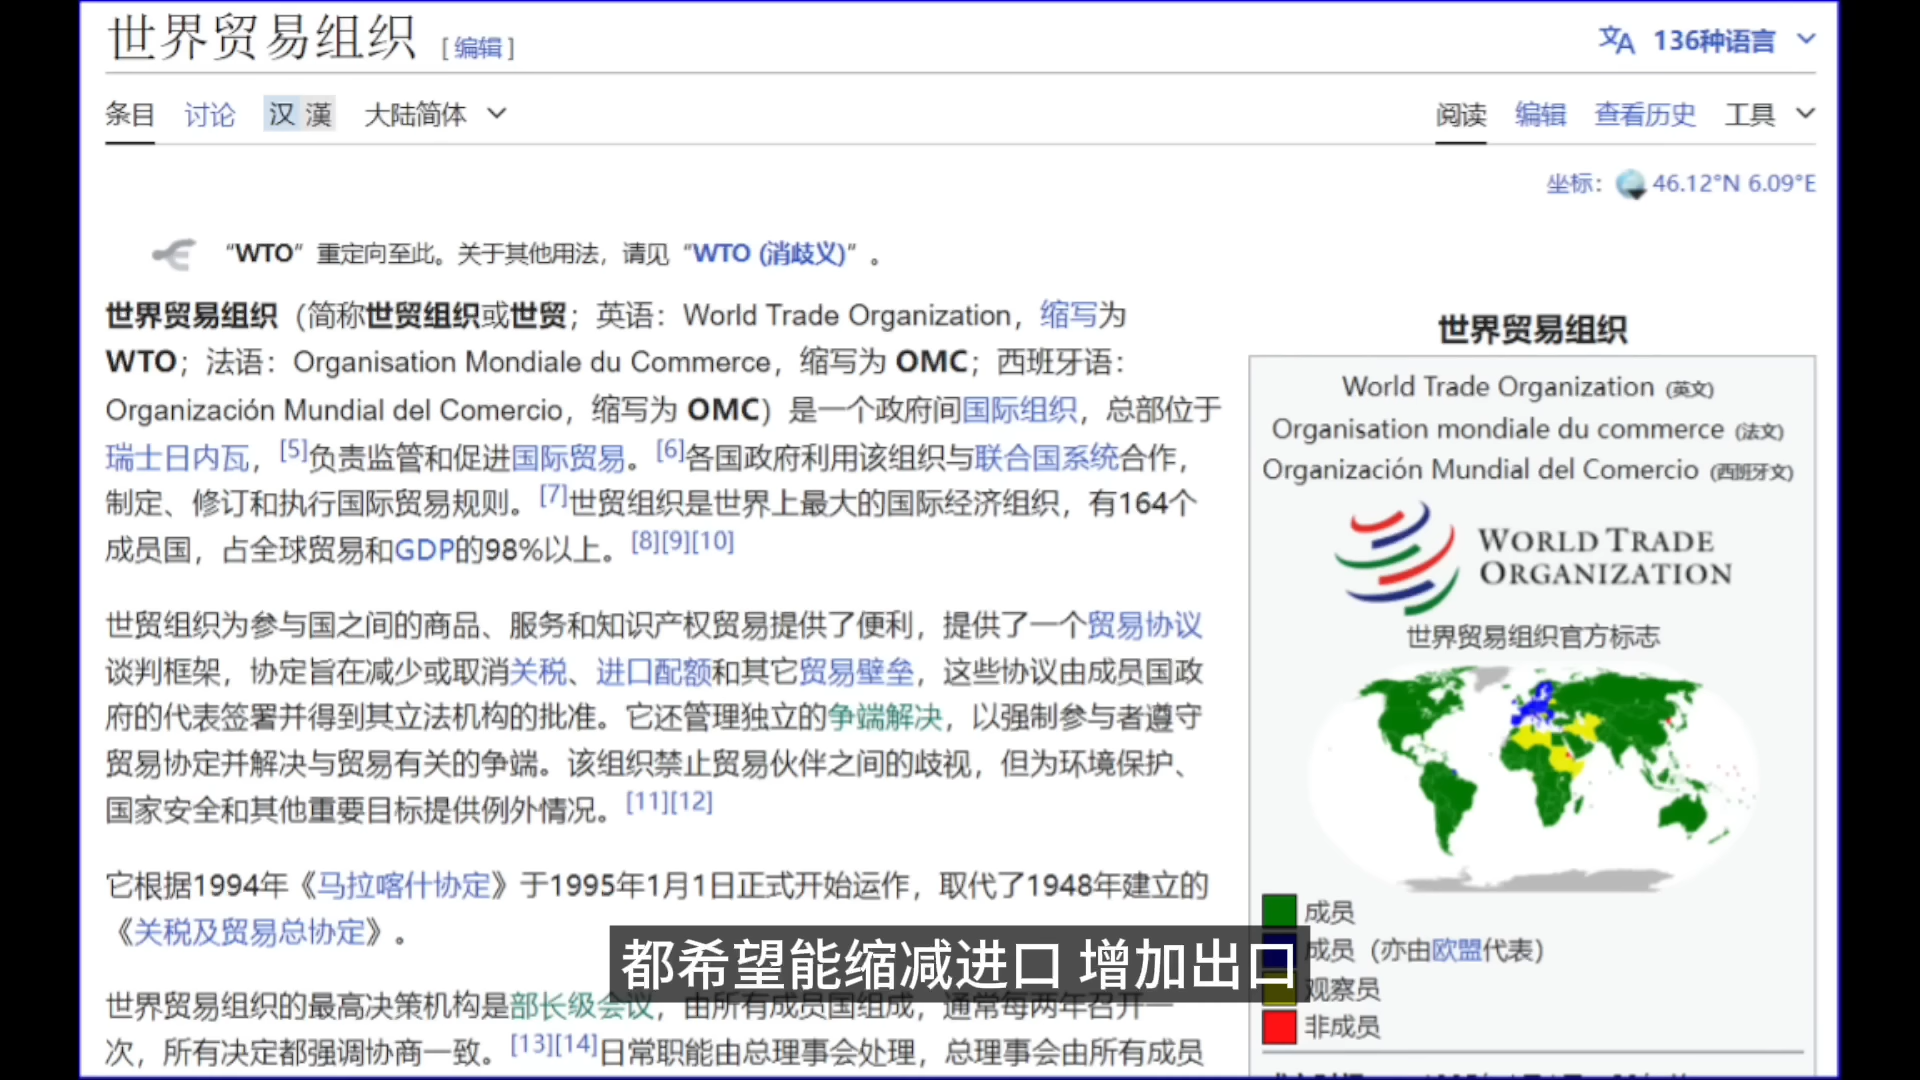 世界贸易组织 [编辑]
136种语言
条目 讨论 汉 漢 大陆简体
阅读 编辑 查看历史 工具
坐标： 46.12°N 6.09°E
“WTO”重定向至此。关于其他用法，请见“WTO (消歧义)”。
世界贸易组织（简称世贸组织或世贸；英语：World Trade Organization，缩写为
WTO；法语：Organisation Mondiale du Commerce，缩写为 OMC；西班牙语：
Organización Mundial del Comercio，缩写为 OMC）是一个政府间国际组织，总部位于
瑞士日内瓦，[5]负责监管和促进国际贸易。[6]各国政府利用该组织与联合国系统合作，
制定、修订和执行国际贸易规则。[7]世贸组织是世界上最大的国际经济组织，有164个
成员国，占全球贸易和GDP的98%以上。[8][9][10]
世贸组织为参与国之间的商品、服务和知识产权贸易提供了便利，提供了一个贸易协议
谈判框架，协定旨在减少或取消关税、进口配额和其它贸易壁垒，这些协议由成员国政
府的代表签署并得到其立法机构的批准。它还管理独立的争端解决，以强制参与者遵守
贸易协定并解决与贸易有关的争端。该组织禁止贸易伙伴之间的歧视，但为环境保护、
国家安全和其他重要目标提供例外情况。[11][12]
它根据1994年《马拉喀什协定》于1995年1月1日正式开始运作，取代了1948年建立的
《关税及贸易总协定》。
世界贸易组织的最高决策机构是部长级会议，由所有成员国组成，通常每两年召开一
次，所有决定都强调协商一致。[13][14]日常职能由总理事会处理，总理事会由所有成员
世界贸易组织
World Trade Organization (英文)
Organisation mondiale du commerce (法文)
Organización Mundial del Comercio (西班牙文)
WORLD TRADE
ORGANIZATION
世界贸易组织官方标志
成员
成员（亦由欧盟代表）
观察员
非成员
都希望能缩减进口 增加出口